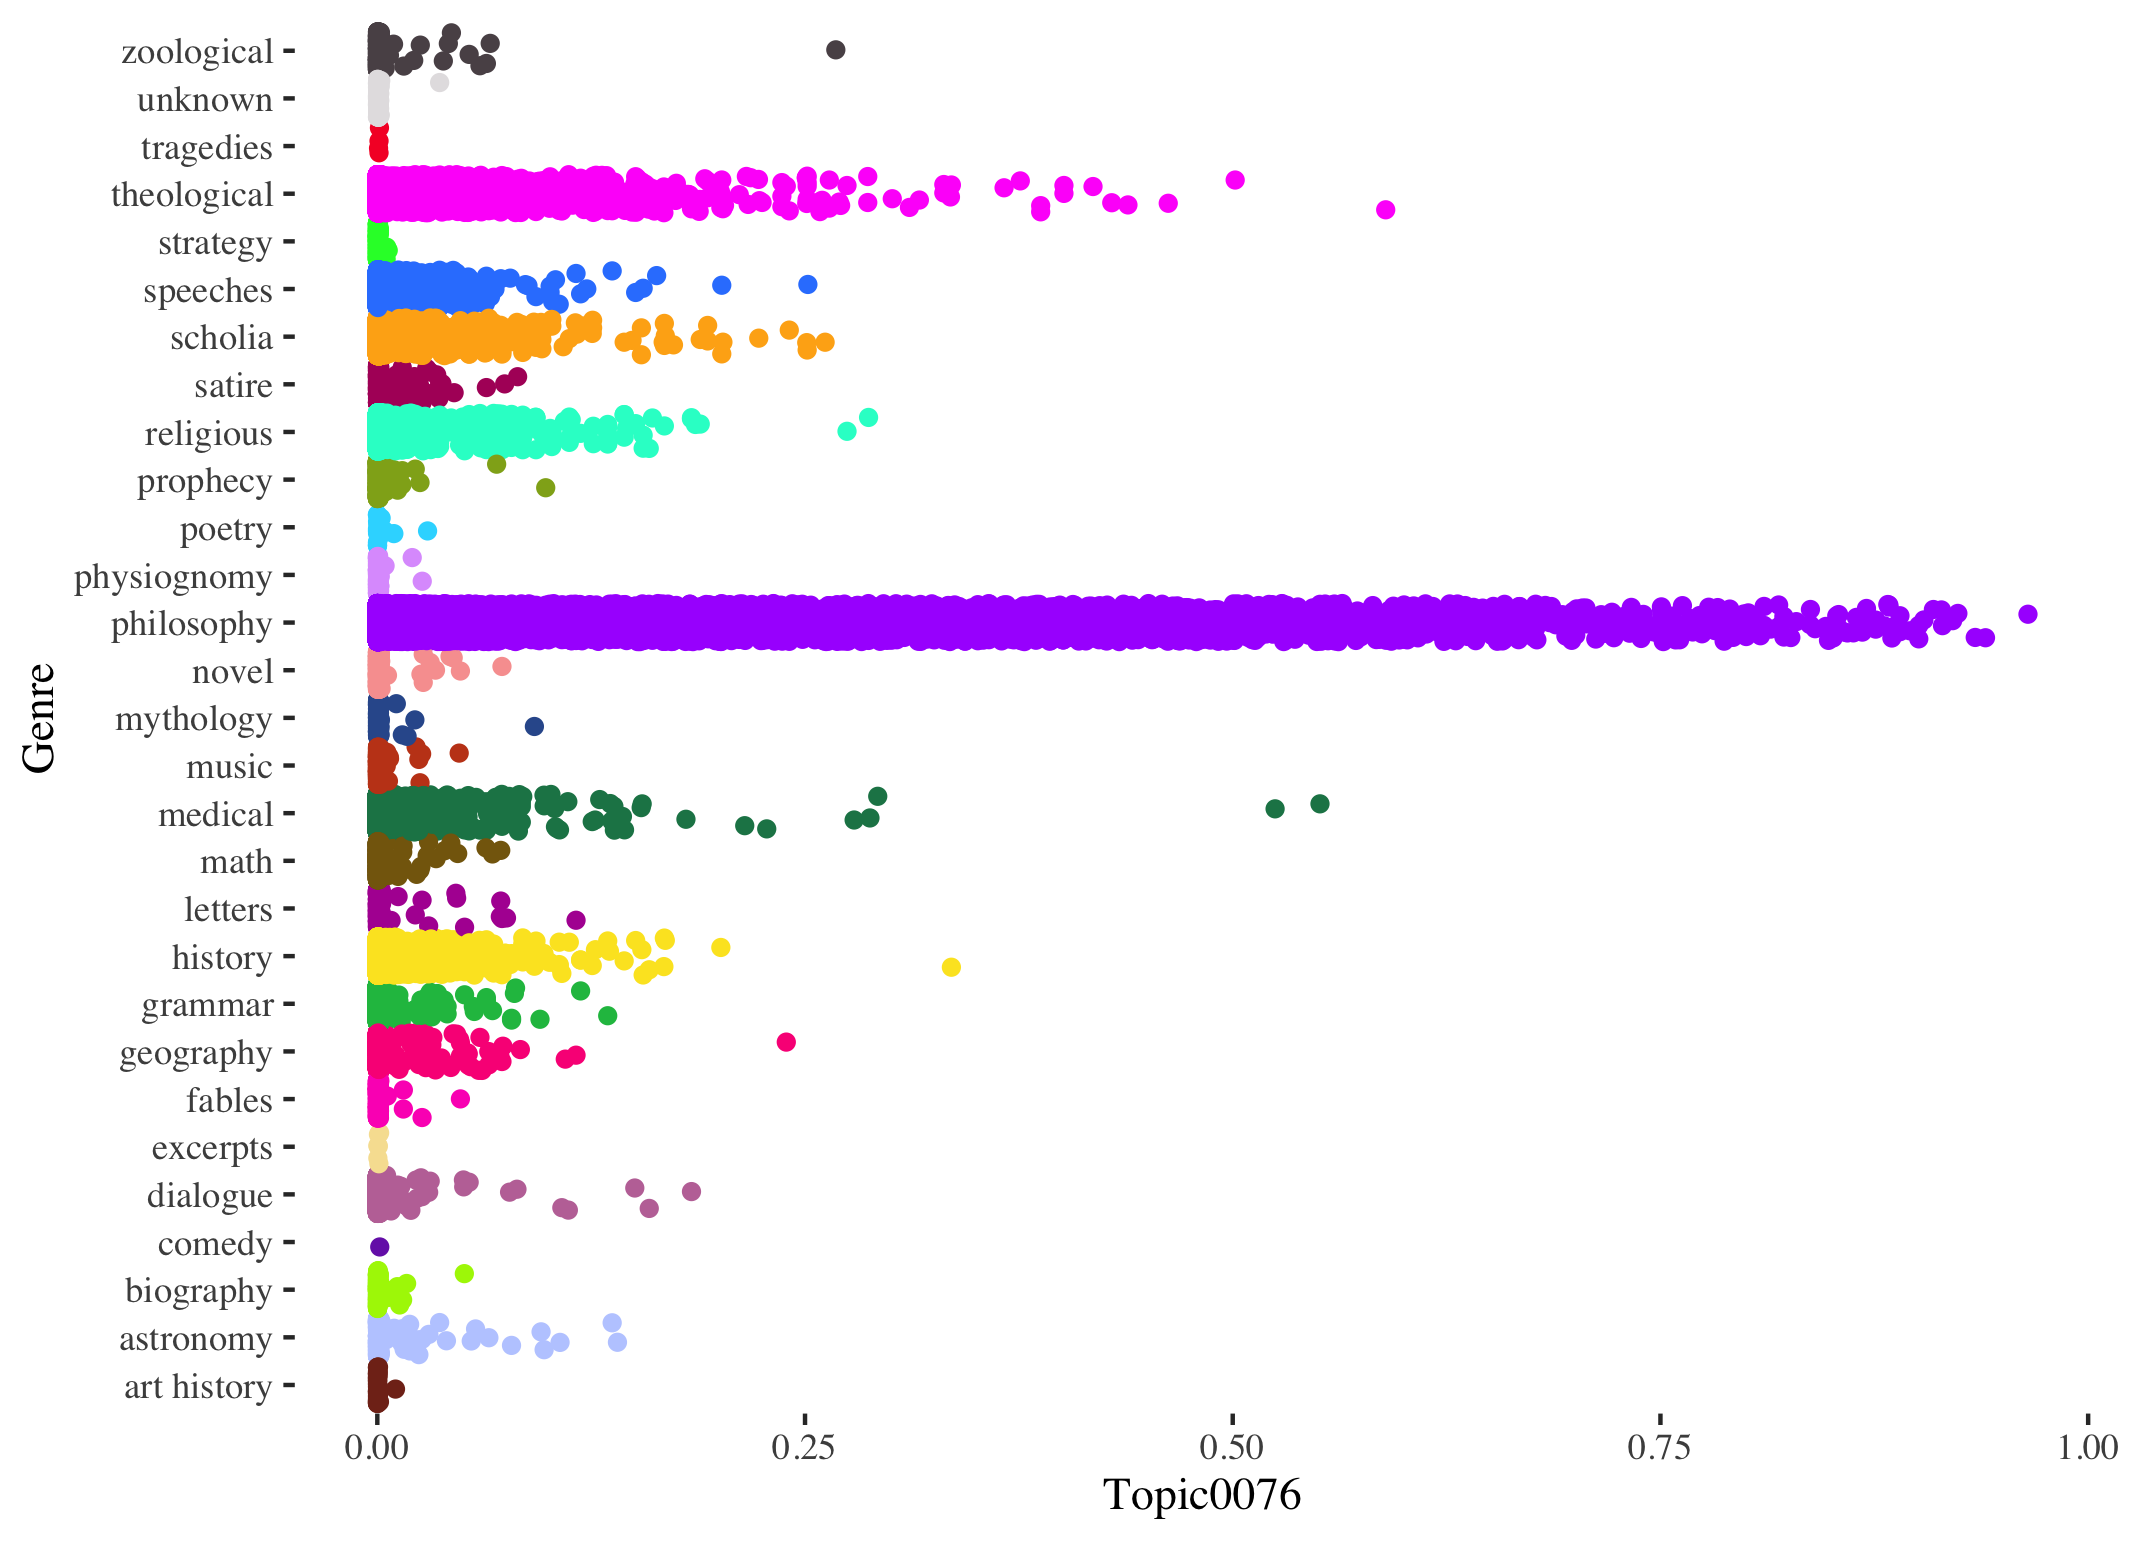 zoological
unknown
tragedies
theological
strategy
speeches
scholia
satire
religious
prophecy
poetry
physiognomy
philosophy
novel
mythology
music
medical
math
letters
history
grammar
geography
fables
excerpts
dialogue
comedy
biography
astronomy
art history
Genre
0.00 0.25 0.50 0.75 1.00
Topic0076